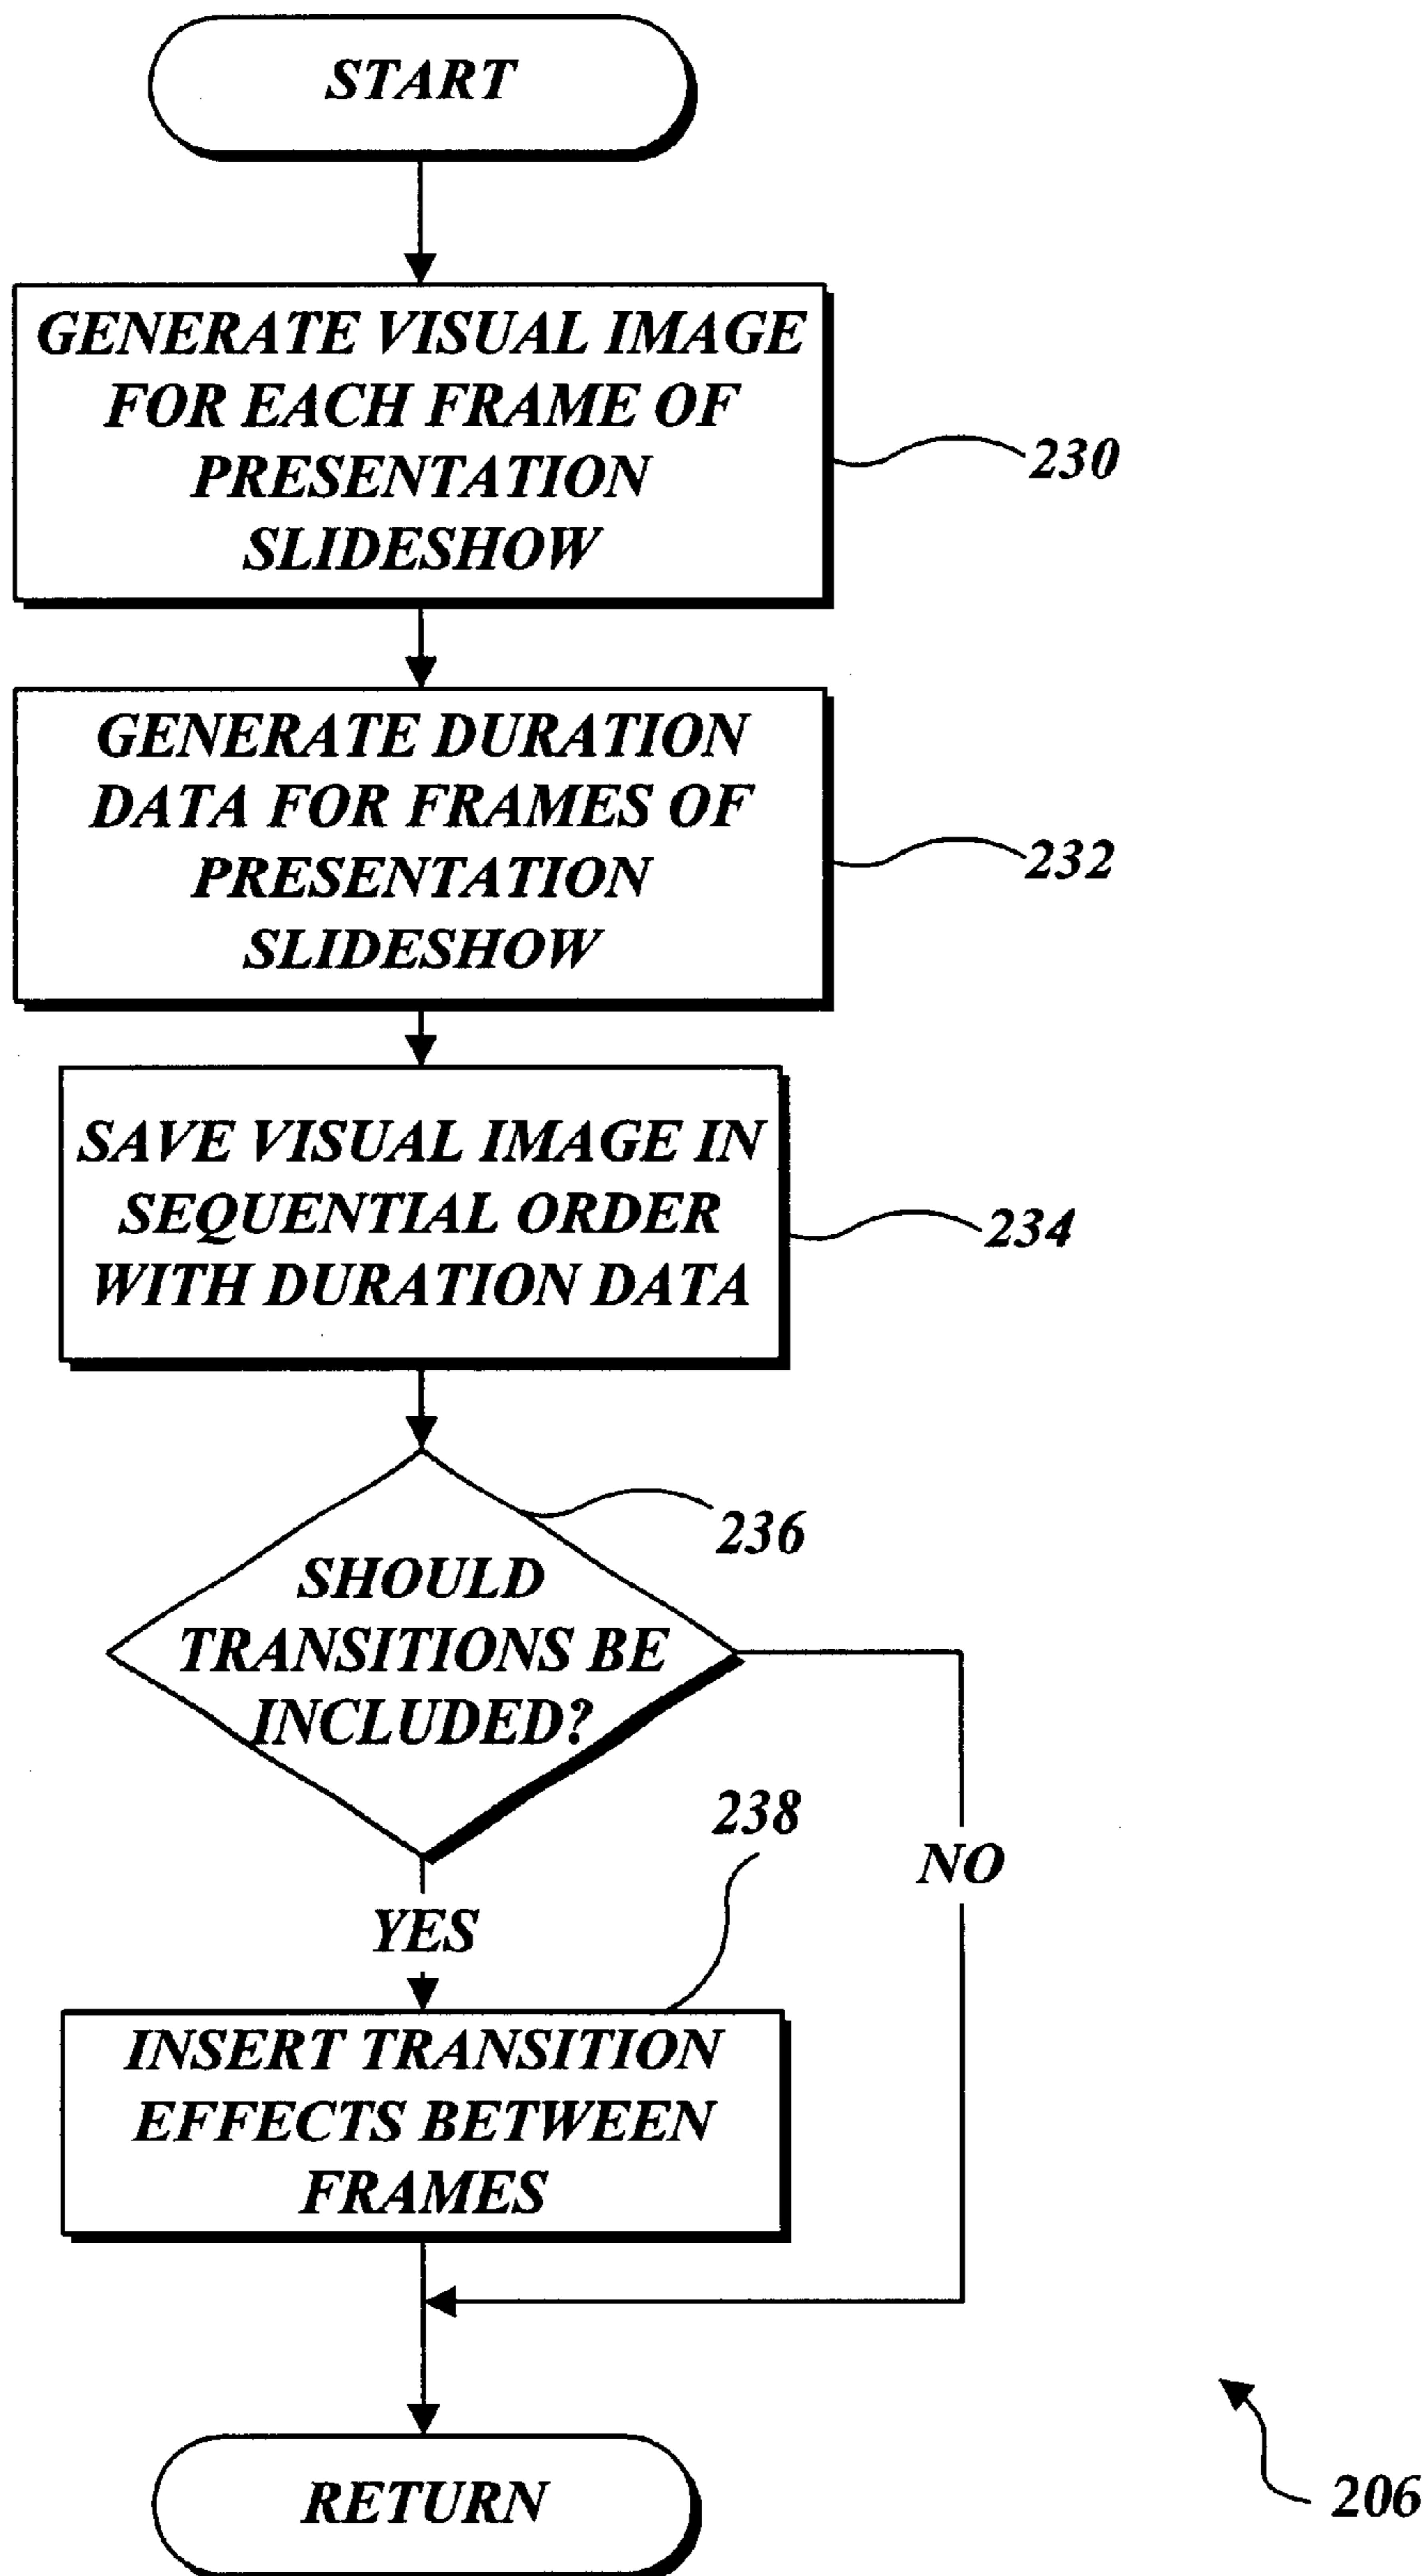 START
GENERATE VISUAL IMAGE
FOR EACH FRAME OF
PRESENTATION
SLIDESHOW
230
GENERATE DURATION
DATA FOR FRAMES OF
PRESENTATION
SLIDESHOW
232
SAVE VISUAL IMAGE IN
SEQUENTIAL ORDER
WITH DURATION DATA
234
236
SHOULD
TRANSITIONS BE
INCLUDED?
238
NO
YES
INSERT TRANSITION
EFFECTS BETWEEN
FRAMES
RETURN
206